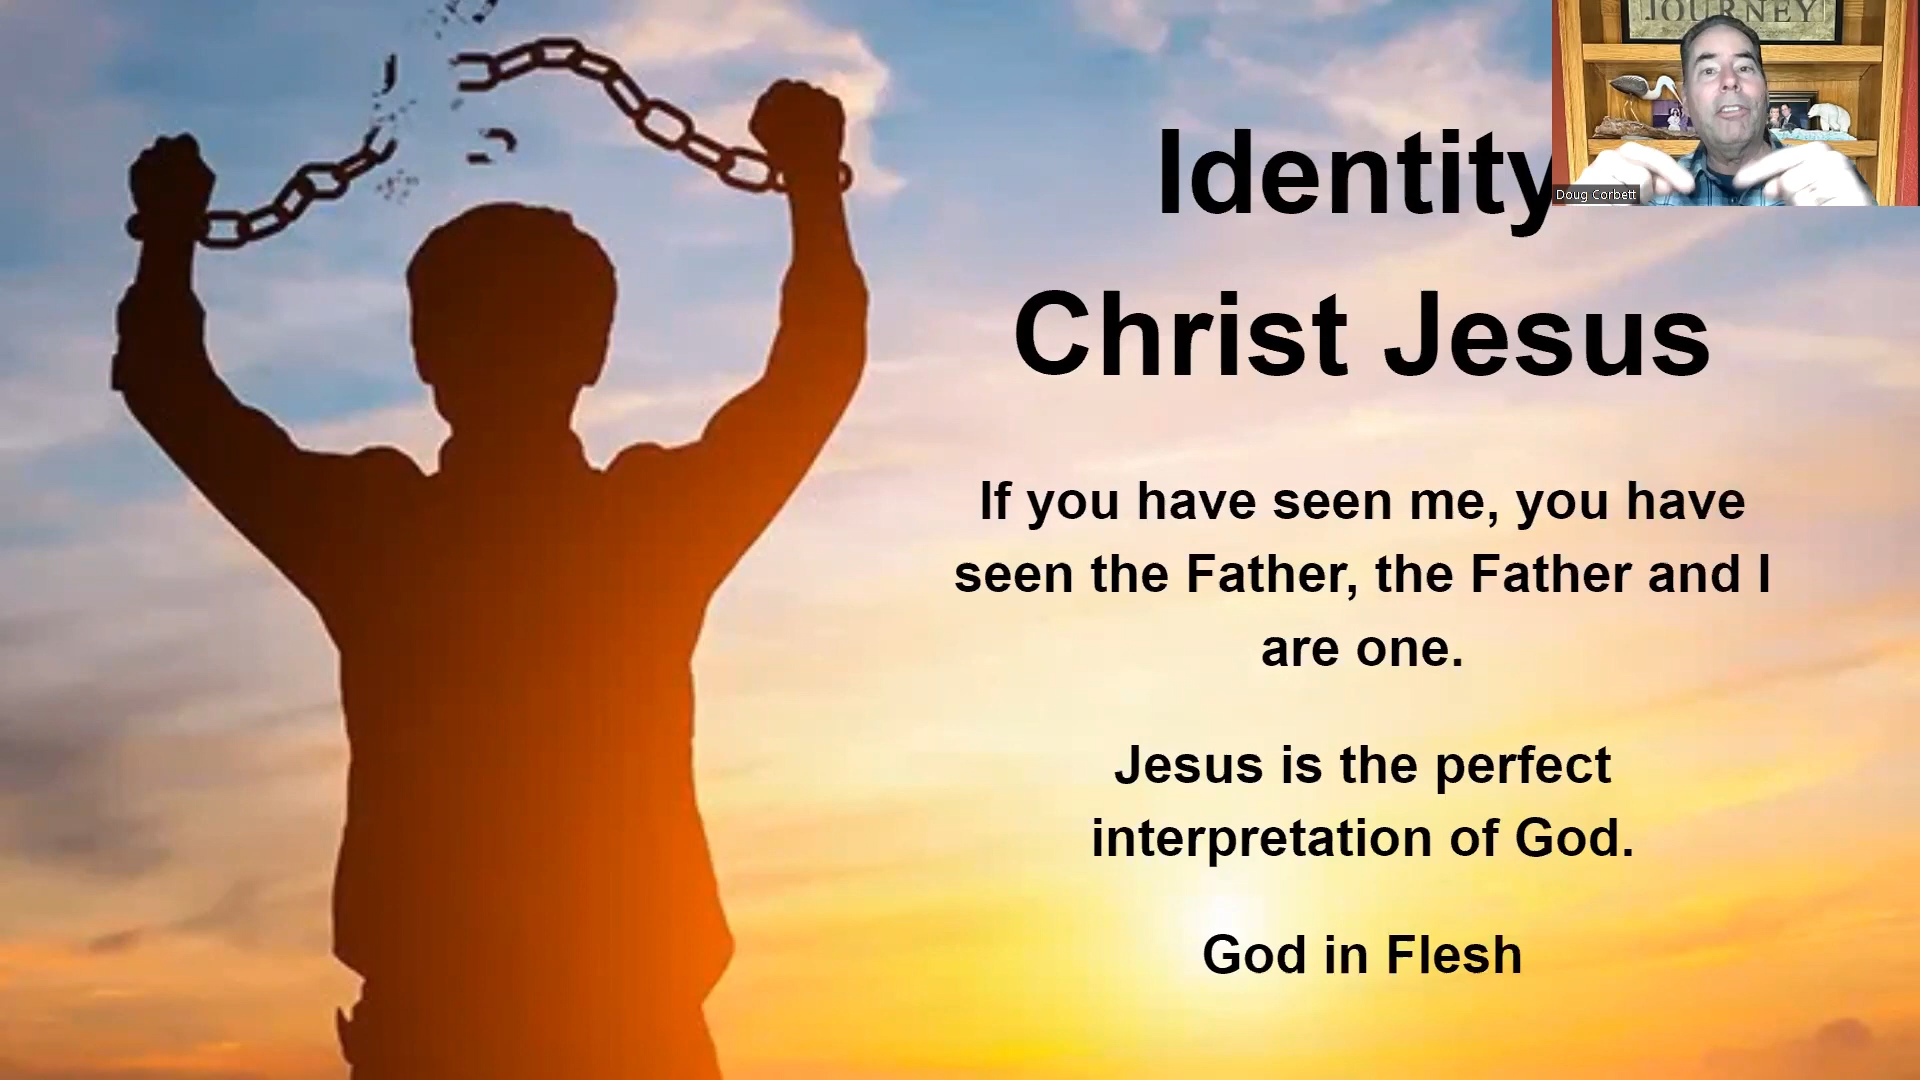 JOURNEY
Identity
Doug Corbett
Christ Jesus
If you have seen me, you have
seen the Father, the Father and I
are one.
Jesus is the perfect
interpretation of God.
God in Flesh